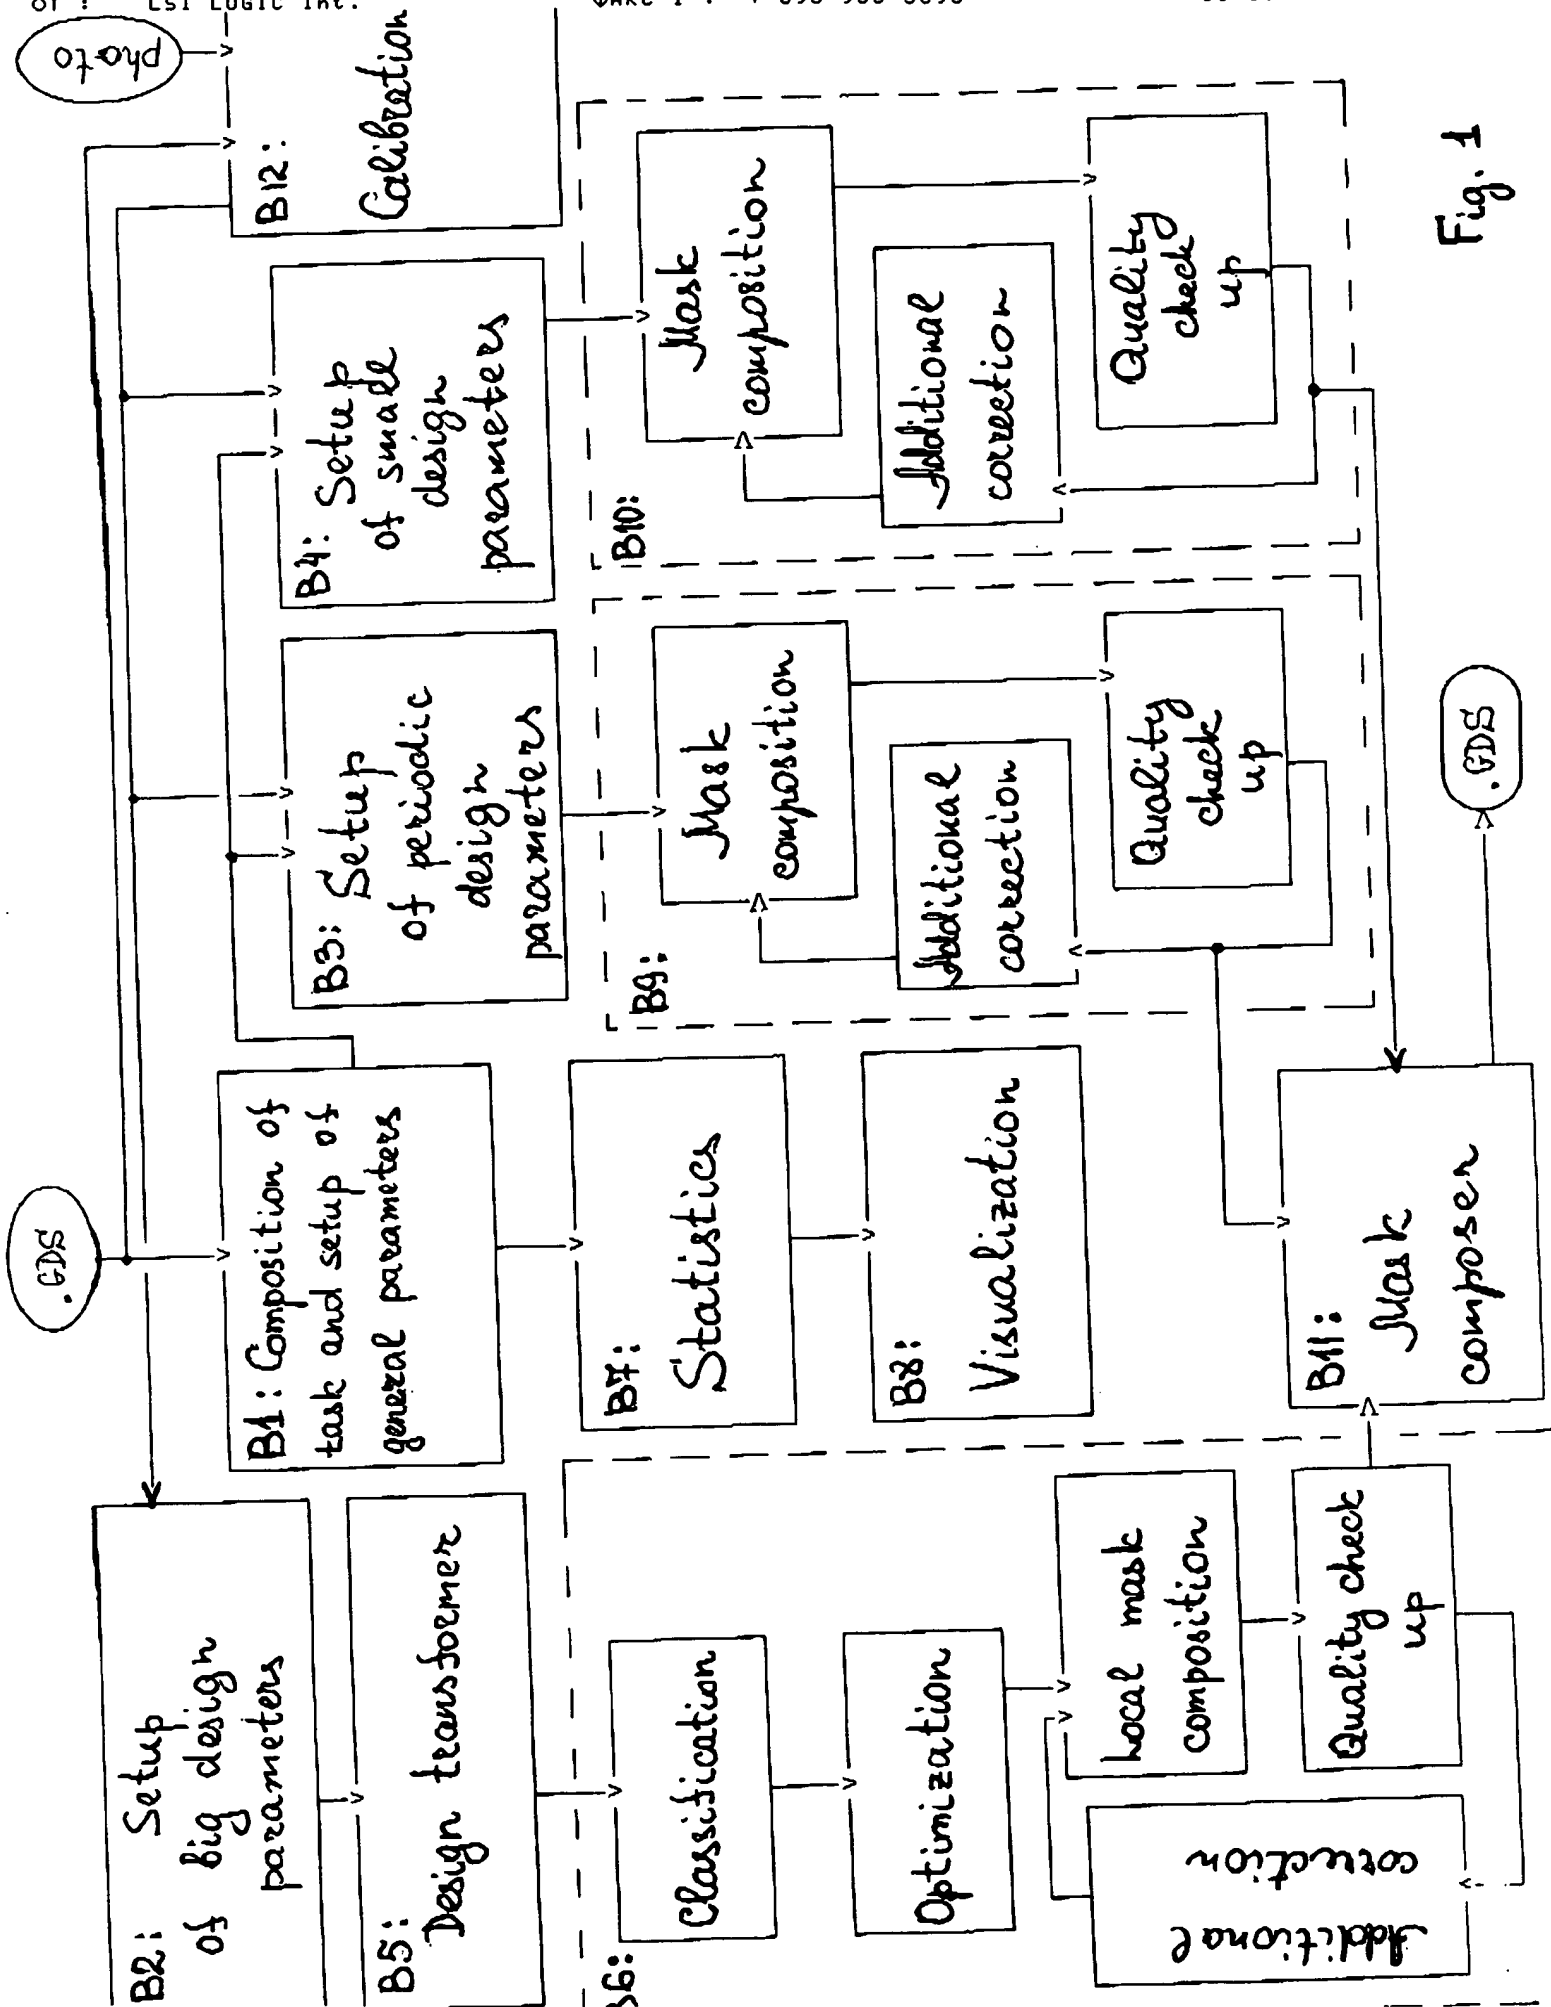 LSI LOGIC Int.
photo
.GDS
B2: Setup
of big design
parameters
B5:
Design transformer
B1: Composition of
task and setup of
general parameters
B3: Setup
of periodic
design
parameters
B4: Setup
of small
design
parameters
B12:
Calibration
Classification
Optimization
Local mask
composition
Quality check
up
Additional
correction
B7:
Statistics
B8:
Visualization
B9:
Mask
composition
Additional
correction
Quality
check
up
B10:
Mask
composition
Additional
correction
Quality
check
up
B11:
Mask
composer
.GDS
Fig. 1